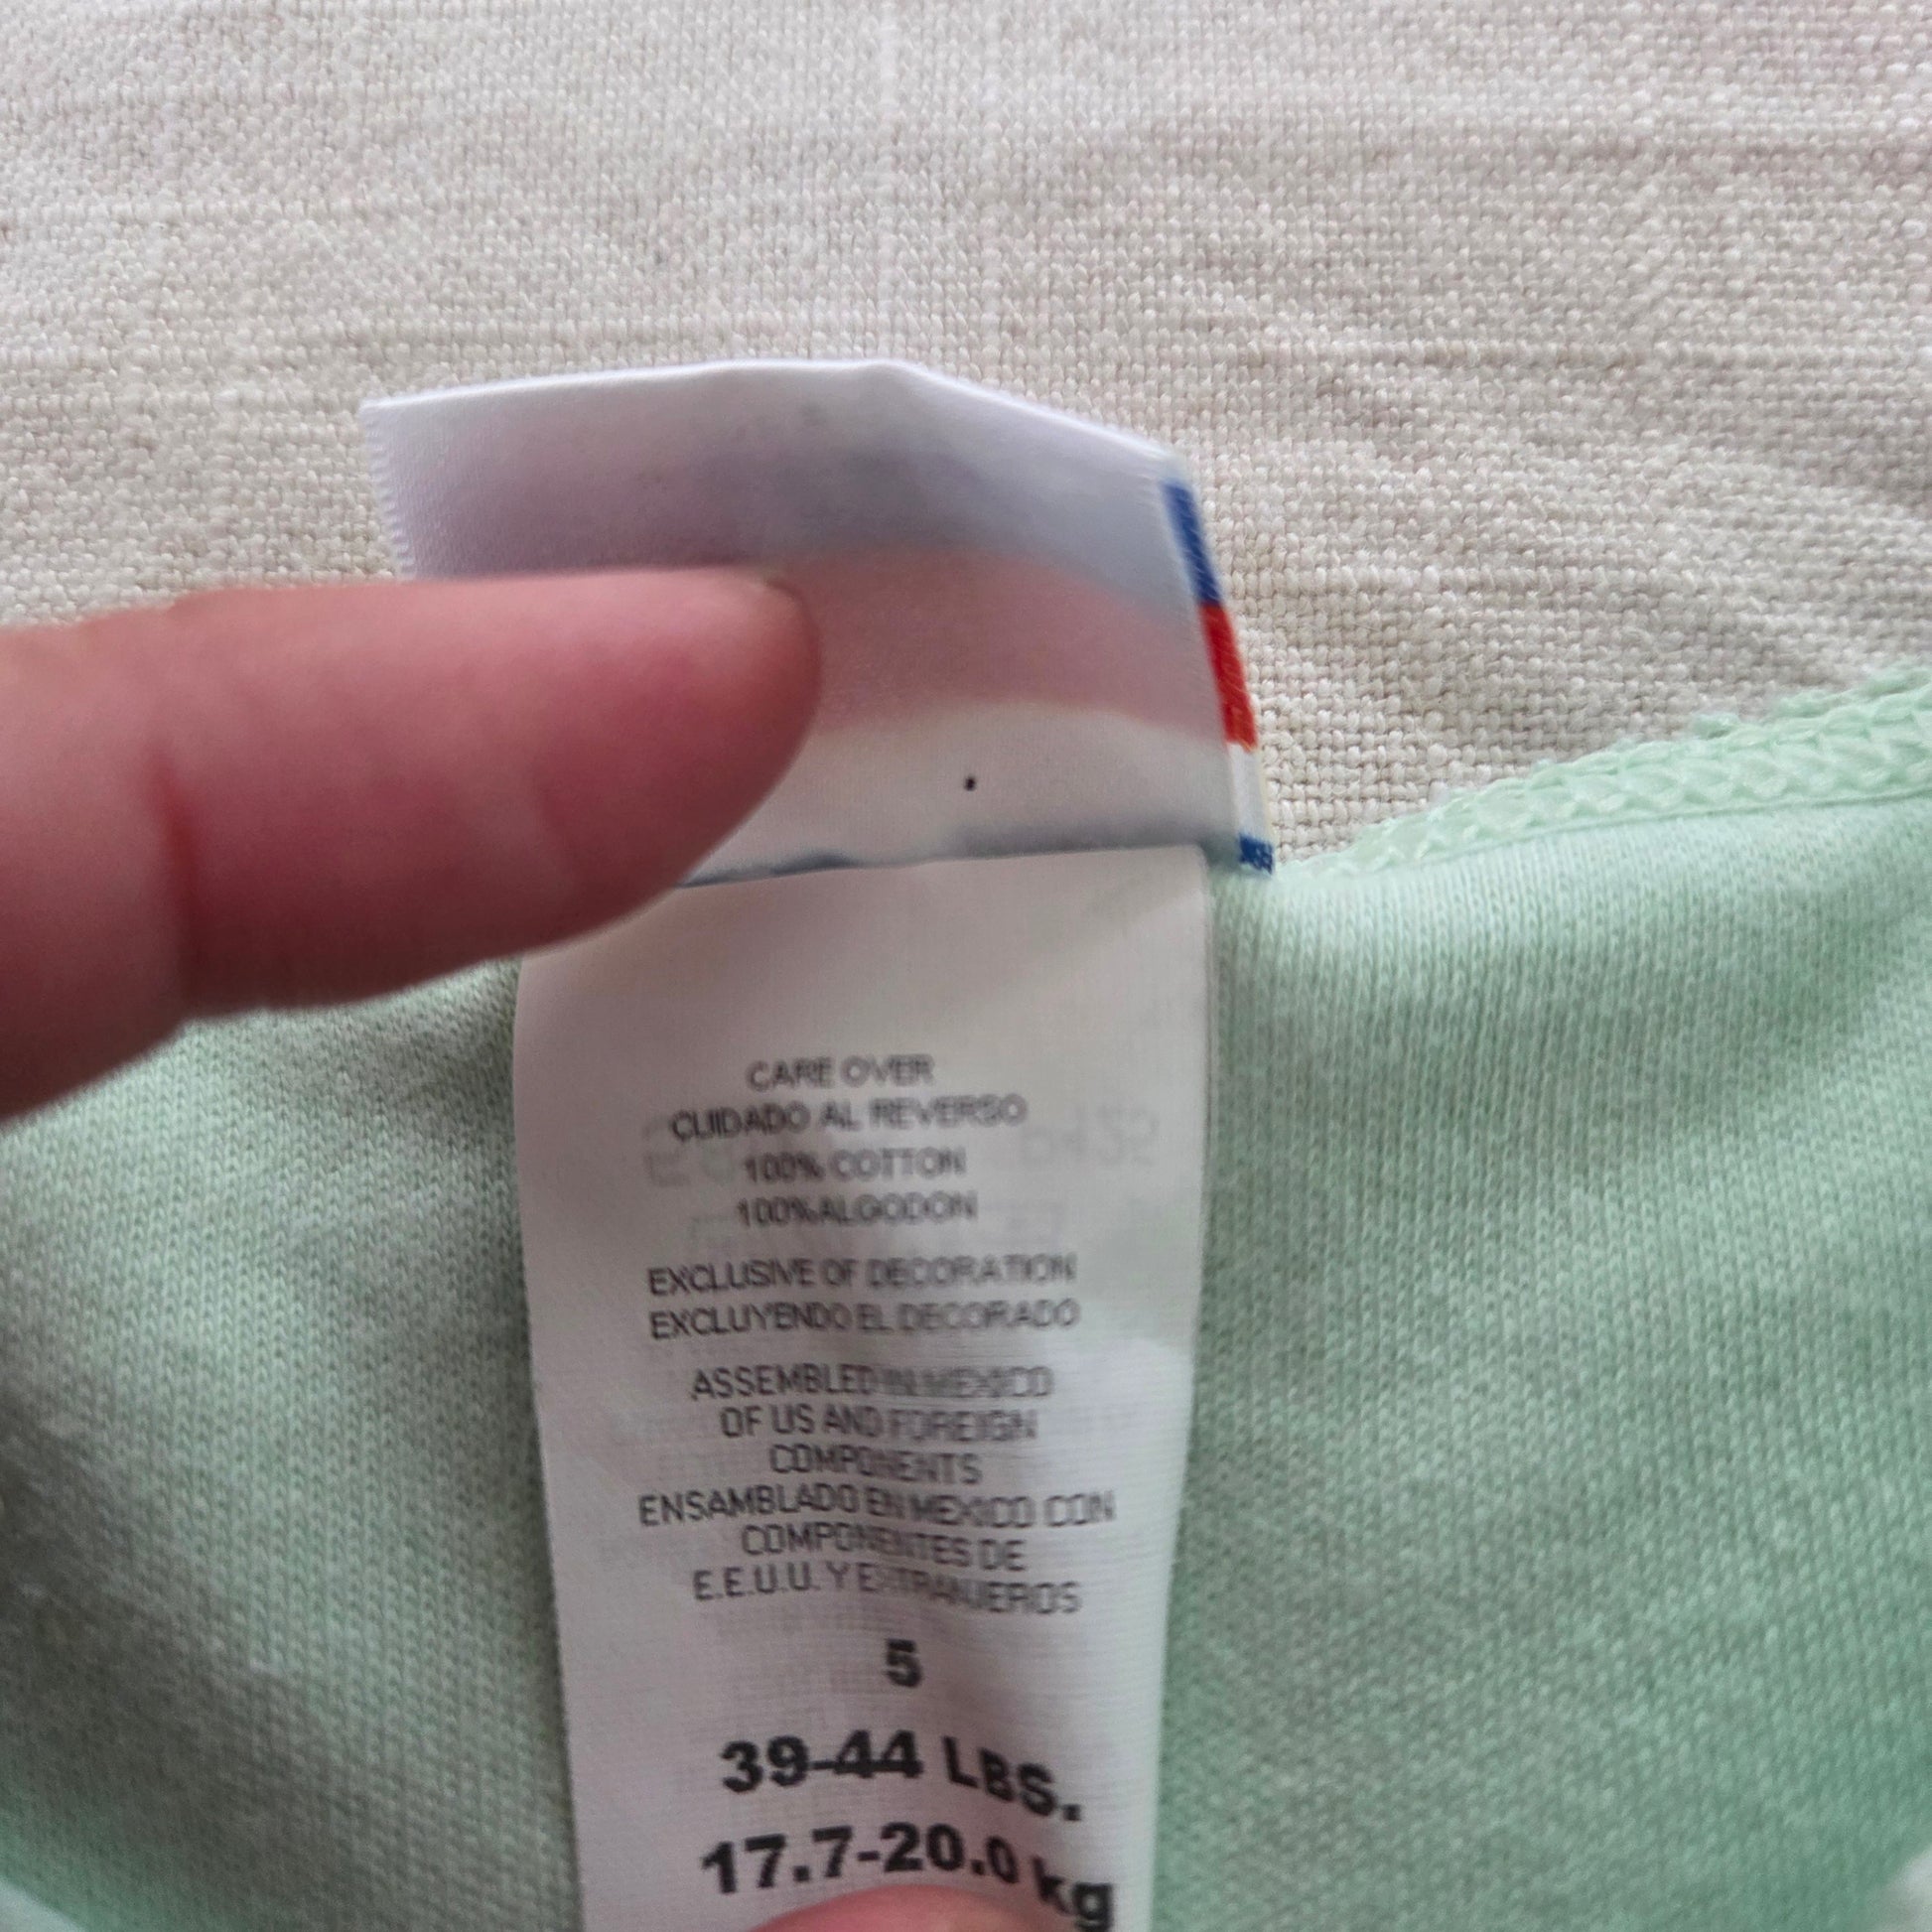 CARE OVER
CUIDADO AL REVERSO
100% COTTON
100% ALGODON
EXCLUSIVE OF DECORATION
EXCLUYENDO EL DECORADO
ASSEMBLED IN MEXICO
OF US AND FOREIGN
COMPONENTS
ENSAMBLADO EN MEXICO CON
COMPONENTES DE
E.E.U.U. Y EXTRANJEROS
5
39-44 LBS.
17.7-20.0 kg